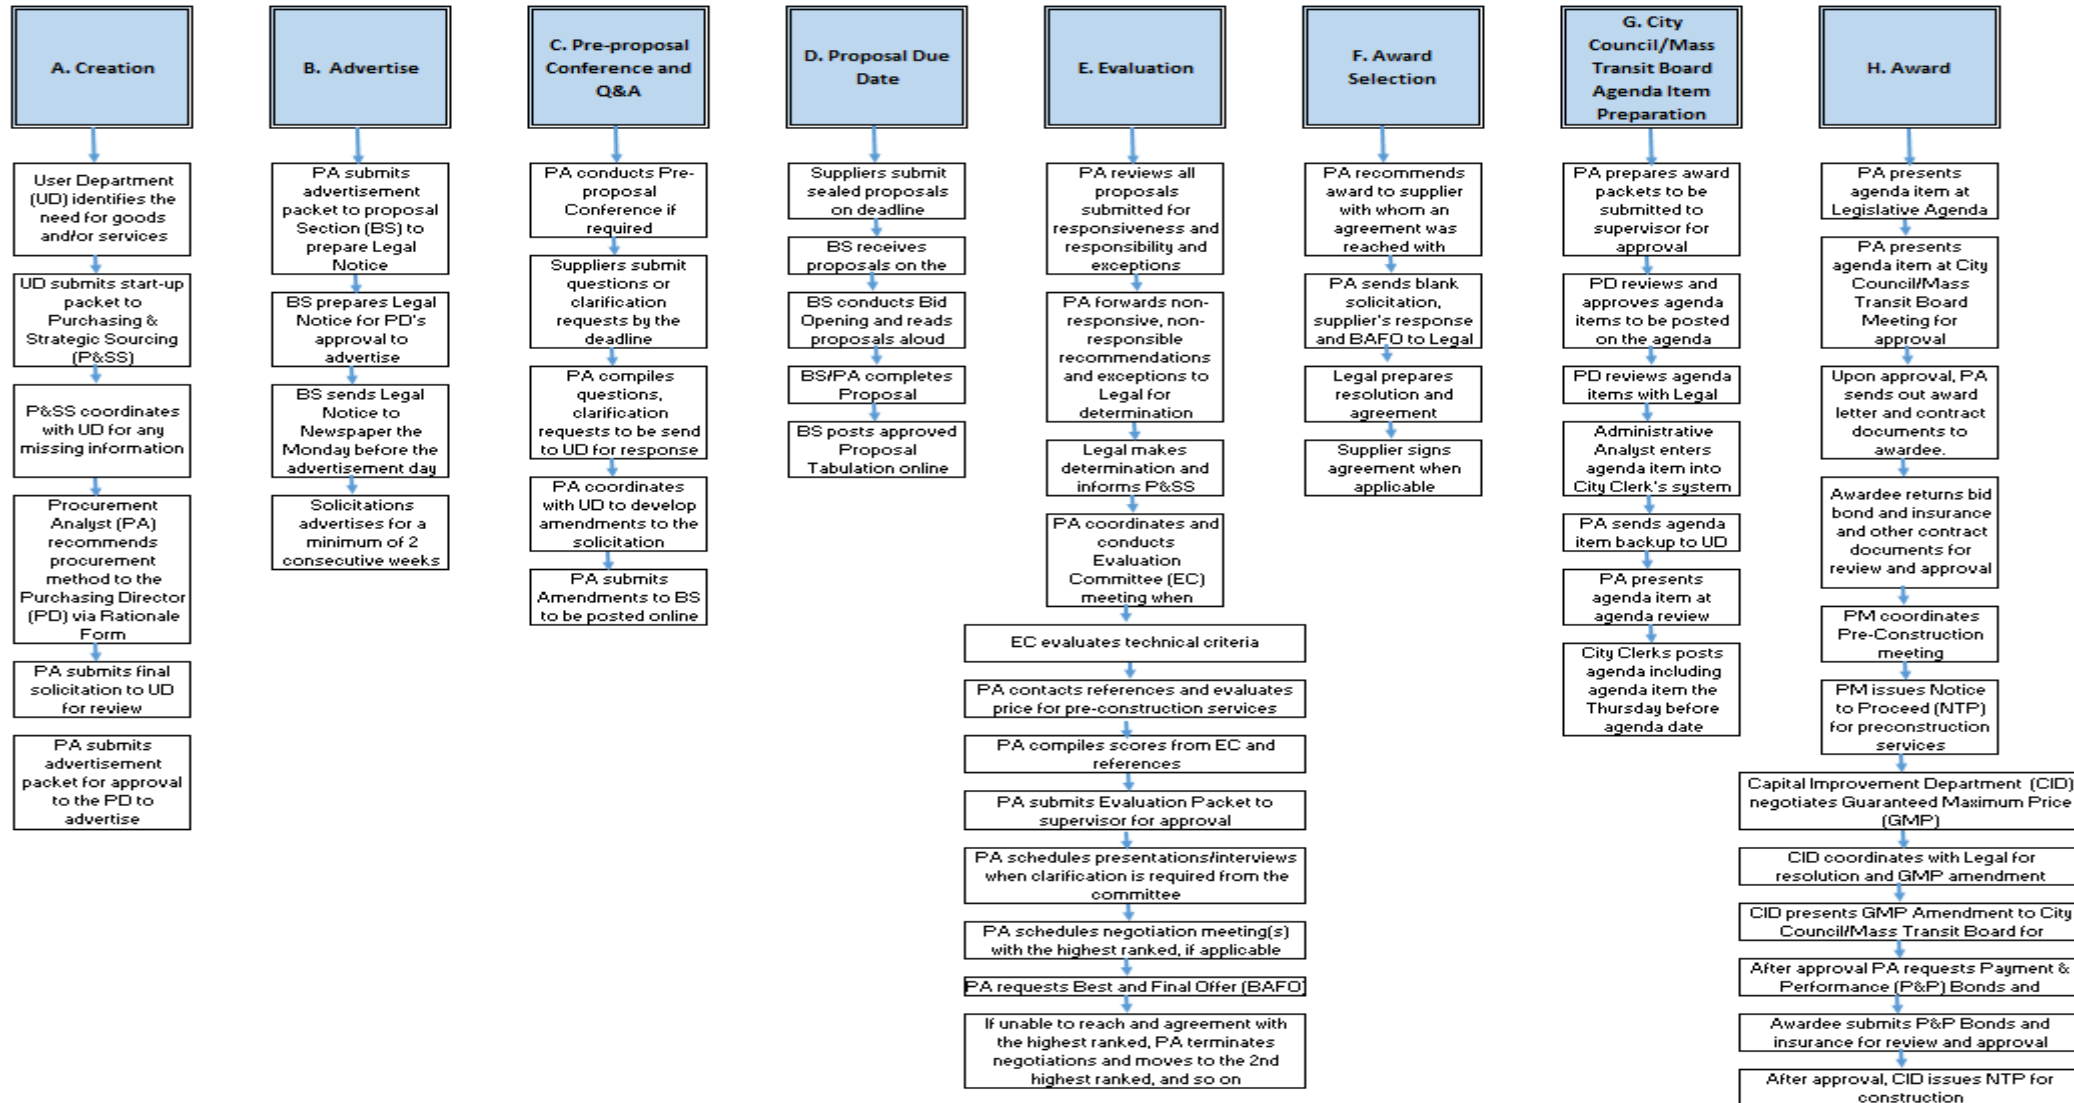 A. Creation
User Department
(UD) identifies the
need for goods
and/or services
UD submits start-up
packet to
Purchasing &
Strategic Sourcing
(P&SS)
P&SS coordinates
with UD for any
missing information
Procurement
Analyst (PA)
recommends
procurement
method to the
Purchasing Director
(PD) via Rationale
Form
PA submits final
solicitation to UD
for review
PA submits
advertisement
packet for approval
to the PD to
advertise
B. Advertise
PA submits
advertisement
packet to proposal
Section (BS) to
prepare Legal
Notice
BS prepares Legal
Notice for PD's
approval to
advertise
BS sends Legal
Notice to
Newspaper the
Monday before the
advertisement day
Solicitations
advertises for a
minimum of 2
consecutive weeks
C. Pre-proposal
Conference and
Q&A
PA conducts Pre-
proposal
Conference if
required
Suppliers submit
questions or
clarification
requests by the
deadline
PA compiles
questions,
clarification
requests to be send
to UD for response
PA coordinates
with UD to develop
amendments to the
solicitation
PA submits
Amendments to BS
to be posted online
D. Proposal Due
Date
Suppliers submit
sealed proposals
on deadline
BS receives
proposals on the
BS conducts Bid
Opening and reads
proposals aloud
BS/PA completes
Proposal
BS posts approved
Proposal
Tabulation online
E. Evaluation
PA reviews all
proposals
submitted for
responsiveness and
responsibility and
exceptions
PA forwards non-
responsive, non-
responsible
recommendations
and exceptions to
Legal for
determination
Legal makes
determination and
informs P&SS
PA coordinates and
conducts
Evaluation
Committee (EC)
meeting when
EC evaluates technical criteria
PA contacts references and evaluates
price for pre-construction services
PA compiles scores from EC and
references
PA submits Evaluation Packet to
supervisor for approval
PA schedules presentations/interviews
when clarification is required from the
committee
PA schedules negotiation meeting(s)
with the highest ranked, if applicable
PA requests Best and Final Offer (BAFO)
If unable to reach and agreement with
the highest ranked, PA terminates
negotiations and moves to the 2nd
highest ranked, and so on
F. Award
Selection
PA recommends
award to supplier
with whom an
agreement was
reached with
PA sends blank
solicitation,
supplier's response
and BAFO to Legal
Legal prepares
resolution and
agreement
Supplier signs
agreement when
applicable
G. City
Council/Mass
Transit Board
Agenda Item
Preparation
PA prepares award
packets to be
submitted to
supervisor for
approval
PD reviews and
approves agenda
items to be posted
on the agenda
PD reviews agenda
items with Legal
Administrative
Analyst enters
agenda item into
City Clerk's system
PA sends agenda
item backup to UD
PA presents
agenda item at
agenda review
City Clerks posts
agenda including
agenda item the
Thursday before
agenda date
H. Award
PA presents
agenda item at
Legislative Agenda
PA presents
agenda item at City
Council/Mass
Transit Board
Meeting for
approval
Upon approval, PA
sends out award
letter and contract
documents to
awardee.
Awardee returns bid
bond and insurance
and other contract
documents for
review and approval
PM coordinates
Pre-Construction
meeting
PM issues Notice
to Proceed (NTP)
for preconstruction
services
Capital Improvement Department (CID)
negotiates Guaranteed Maximum Price
(GMP)
CID coordinates with Legal for
resolution and GMP amendment
CID presents GMP Amendment to City
Council/Mass Transit Board for
After approval PA requests Payment &
Performance (P&P) Bonds and
Awardee submits P&P Bonds and
insurance for review and approval
After approval, CID issues NTP for
construction